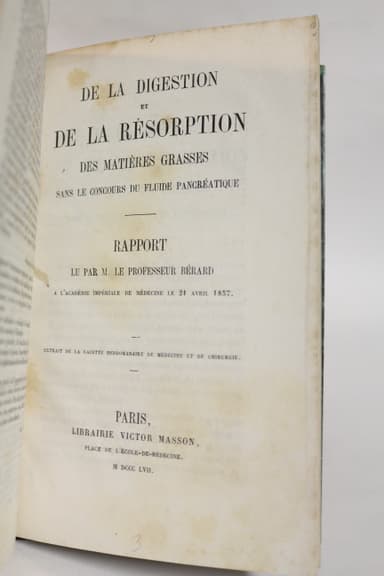 DE LA DIGESTION
ET
DE LA RÉSORPTION
DES MATIÈRES GRASSES
SANS LE CONCOURS DU FLUIDE PANCRÉATIQUE
RAPPORT
LU PAR M. LE PROFESSEUR BÉRARD
A L'ACADÉMIE IMPÉRIALE DE MÉDECINE LE 21 AVRIL 1857.
EXTRAIT DE LA GAZETTE HEBDOMADAIRE DE MÉDECINE ET DE CHIRURGIE.
PARIS,
LIBRAIRIE VICTOR MASSON,
PLACE DE L'ÉCOLE-DE-MÉDECINE.
M DCCC LVII.
3